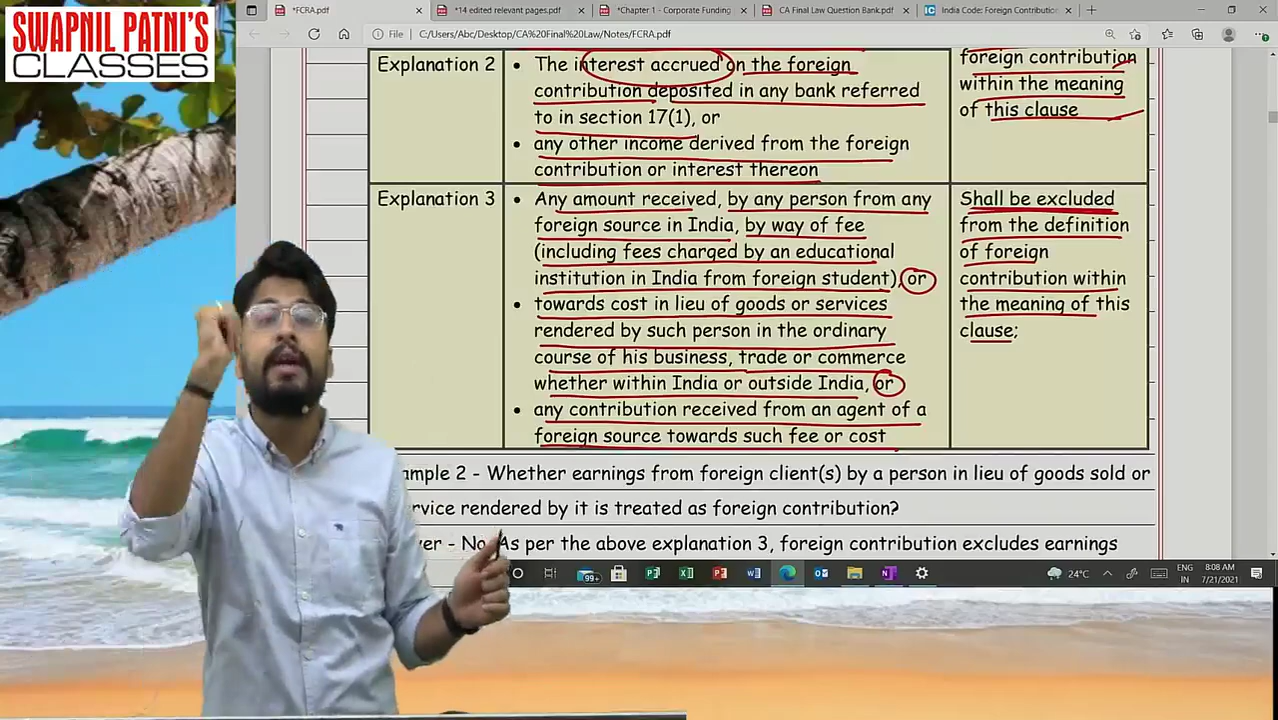 SWAPNIL PATNI'S
CLASSES
*FCRA.pdf
*14 edited relevant pages.pdf
*Chapter 1 - Corporate Funding
CA Final Law Question Bank.pdf
India Code: Foreign Contribution
File
C:/Users/Abc/Desktop/CA%20Final%20Law/Notes/FCRA.pdf
Explanation 2
• The interest accrued on the foreign
contribution deposited in any bank referred
to in section 17(1), or
• any other income derived from the foreign
contribution or interest thereon
foreign contribution
within the meaning
of this clause
Explanation 3
• Any amount received, by any person from any
foreign source in India, by way of fee
(including fees charged by an educational
institution in India from foreign student), or
• towards cost in lieu of goods or services
rendered by such person in the ordinary
course of his business, trade or commerce
whether within India or outside India, or
• any contribution received from an agent of a
foreign source towards such fee or cost
Shall be excluded
from the definition
of foreign
contribution within
the meaning of this
clause;
ample 2 - Whether earnings from foreign client(s) by a person in lieu of goods sold or
rvice rendered by it is treated as foreign contribution?
er - No. As per the above explanation 3, foreign contribution excludes earnings
99+
24°C
ENG
IN
8:08 AM
7/21/2021